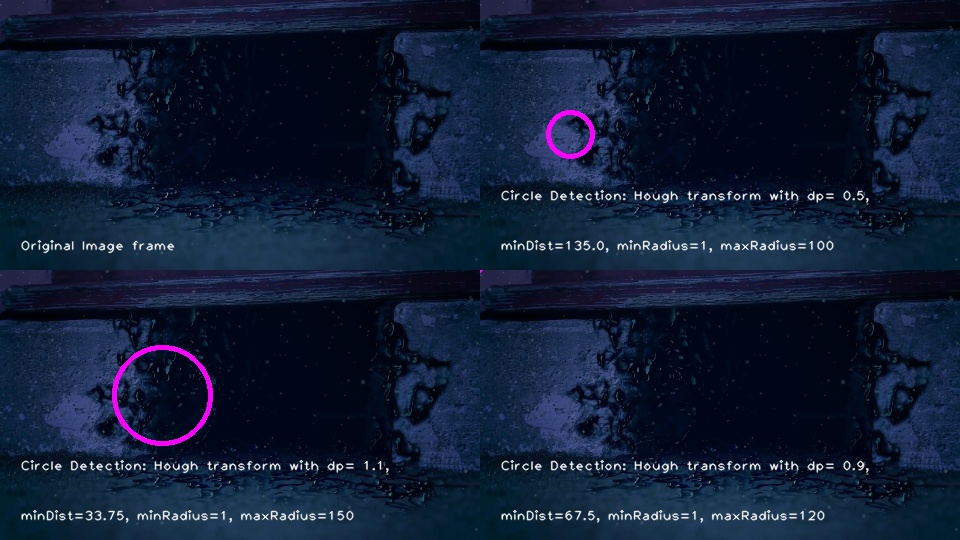 Original Image frame
Circle Detection: Hough transform with dp= 0.5,
minDist=135.0, minRadius=1, maxRadius=100
Circle Detection: Hough transform with dp= 1.1,
minDist=33.75, minRadius=1, maxRadius=150
Circle Detection: Hough transform with dp= 0.9,
minDist=67.5, minRadius=1, maxRadius=120